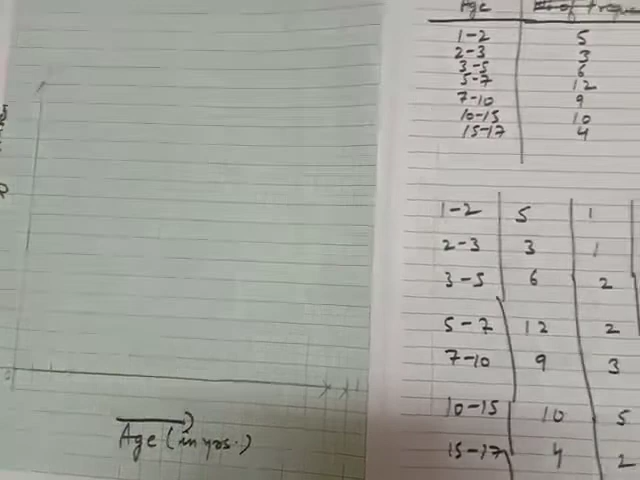 Age of
1-2 5
2-3 3
3-5 6
5-7 12
7-10 9
10-15 10
15-17 4
1-2 5 1
2-3 3 1
3-5 6 2
5-7 12 2
7-10 9 3
10-15 10 5
15-17 4 2
Age (in yrs.)